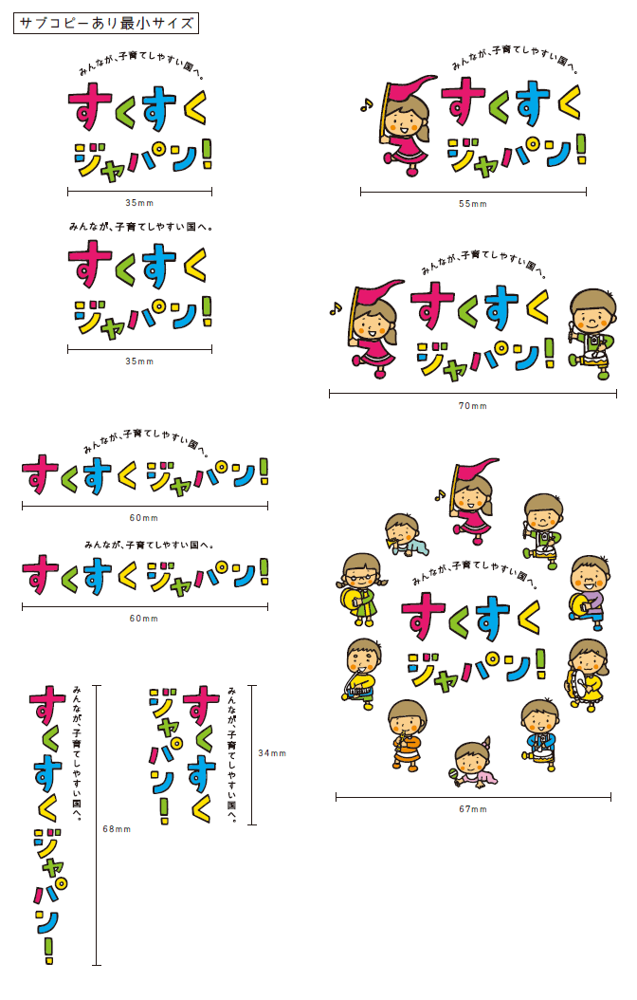 サブコピーあり最小サイズ
みんなが、子育てしやすい国へ。
すくすく
ジャパン!
35mm
みんなが、子育てしやすい国へ。
すくすく
ジャパン!
55mm
みんなが、子育てしやすい国へ。
すくすく
ジャパン!
35mm
みんなが、子育てしやすい国へ。
すくすく
ジャパン!
70mm
みんなが、子育てしやすい国へ。
すくすくジャパン!
60mm
みんなが、子育てしやすい国へ。
すくすくジャパン!
60mm
みんなが、子育てしやすい国へ。
すくすく
ジャパン!
67mm
みんなが、子育てしやすい国へ。
すくすくジャパン!
68mm
みんなが、子育てしやすい国へ。
すくすく
ジャパン!
34mm